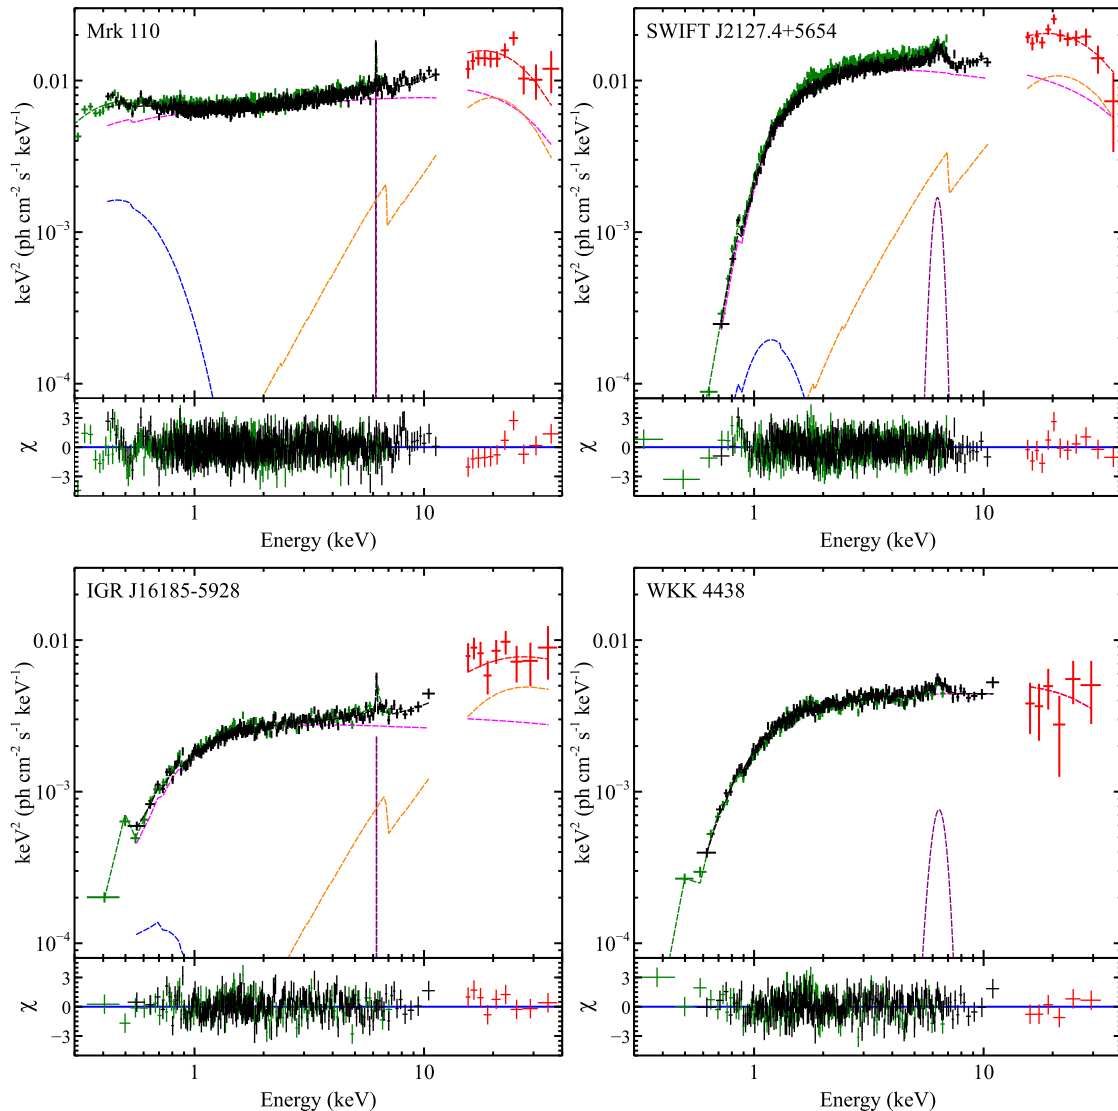 Mrk 110
0.01
10⁻³
10⁻⁴
keV² (ph cm⁻² s⁻¹ keV⁻¹)
3
0
−3
χ
1
10
Energy (keV)
SWIFT J2127.4+5654
0.01
10⁻³
10⁻⁴
keV² (ph cm⁻² s⁻¹ keV⁻¹)
3
0
−3
χ
1
10
Energy (keV)
IGR J16185-5928
0.01
10⁻³
10⁻⁴
keV² (ph cm⁻² s⁻¹ keV⁻¹)
3
0
−3
χ
1
10
Energy (keV)
WKK 4438
0.01
10⁻³
10⁻⁴
keV² (ph cm⁻² s⁻¹ keV⁻¹)
3
0
−3
χ
1
10
Energy (keV)